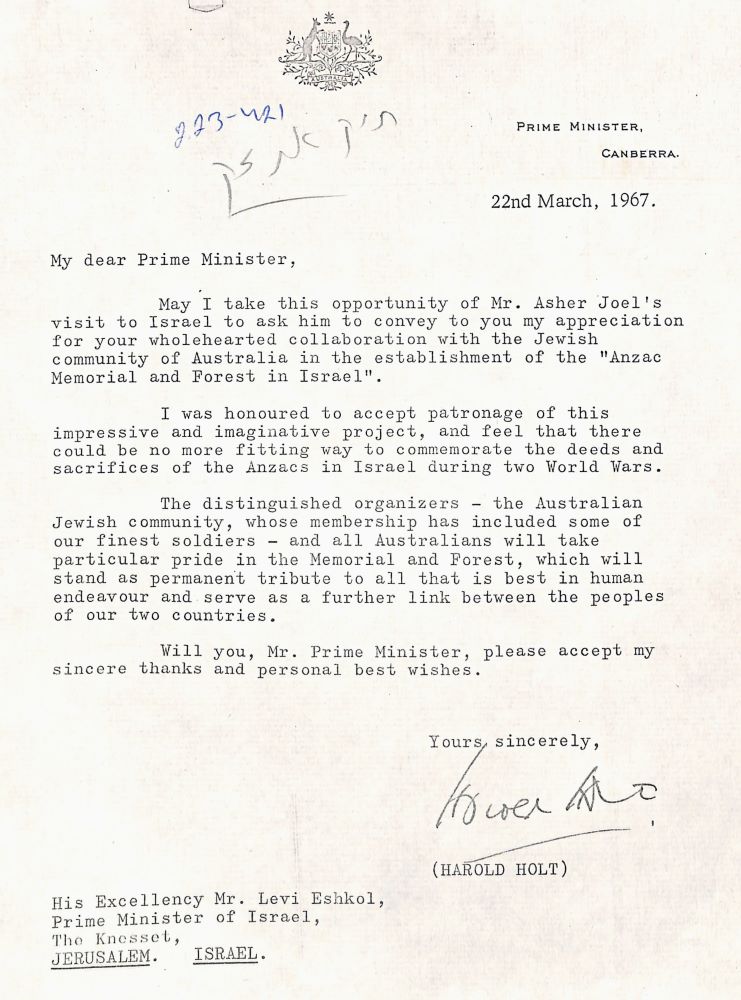 AUSTRALIA
תיק אנזק
PRIME MINISTER,
CANBERRA.
22nd March, 1967.
My dear Prime Minister,
May I take this opportunity of Mr. Asher Joel's
visit to Israel to ask him to convey to you my appreciation
for your wholehearted collaboration with the Jewish
community of Australia in the establishment of the "Anzac
Memorial and Forest in Israel".
I was honoured to accept patronage of this
impressive and imaginative project, and feel that there
could be no more fitting way to commemorate the deeds and
sacrifices of the Anzacs in Israel during two World Wars.
The distinguished organizers - the Australian
Jewish community, whose membership has included some of
our finest soldiers - and all Australians will take
particular pride in the Memorial and Forest, which will
stand as permanent tribute to all that is best in human
endeavour and serve as a further link between the peoples
of our two countries.
Will you, Mr. Prime Minister, please accept my
sincere thanks and personal best wishes.
Yours sincerely,
Harold Holt
(HAROLD HOLT)
His Excellency Mr. Levi Eshkol,
Prime Minister of Israel,
The Knesset,
JERUSALEM. ISRAEL.